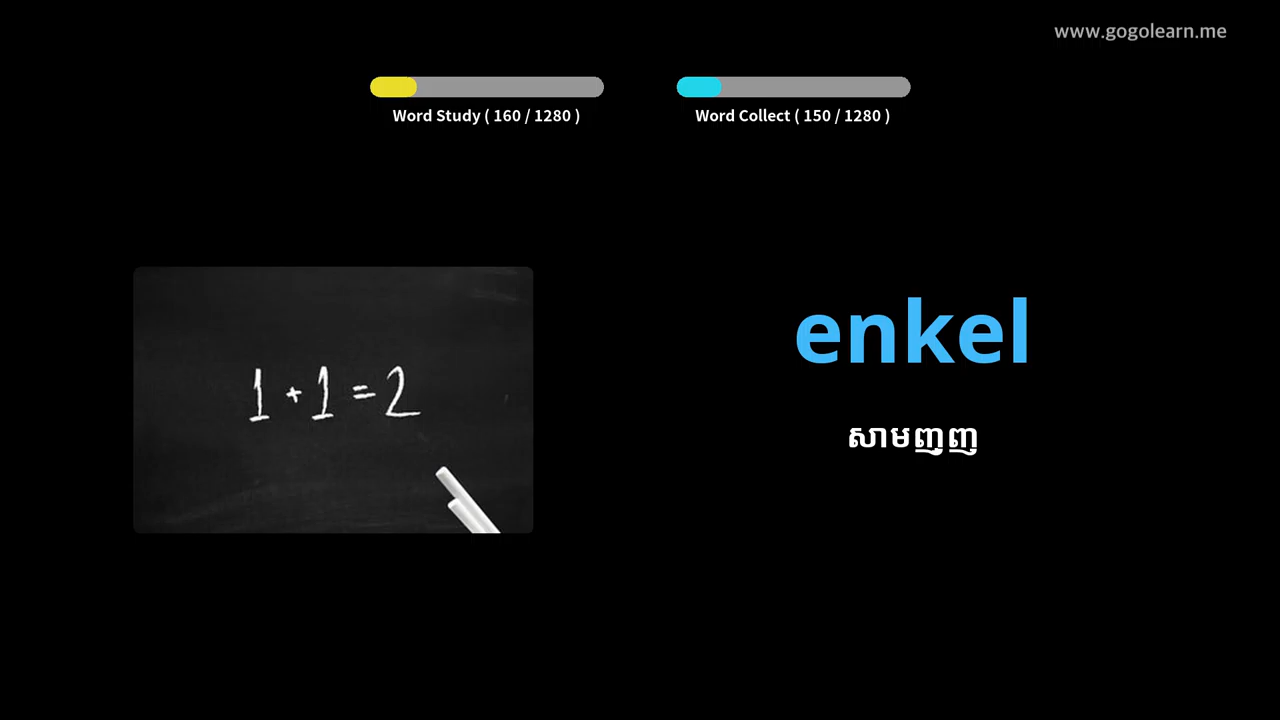 www.gogolearn.me
Word Study ( 160 / 1280 )
Word Collect ( 150 / 1280 )
enkel
1 + 1 = 2
សាមញ្ញ